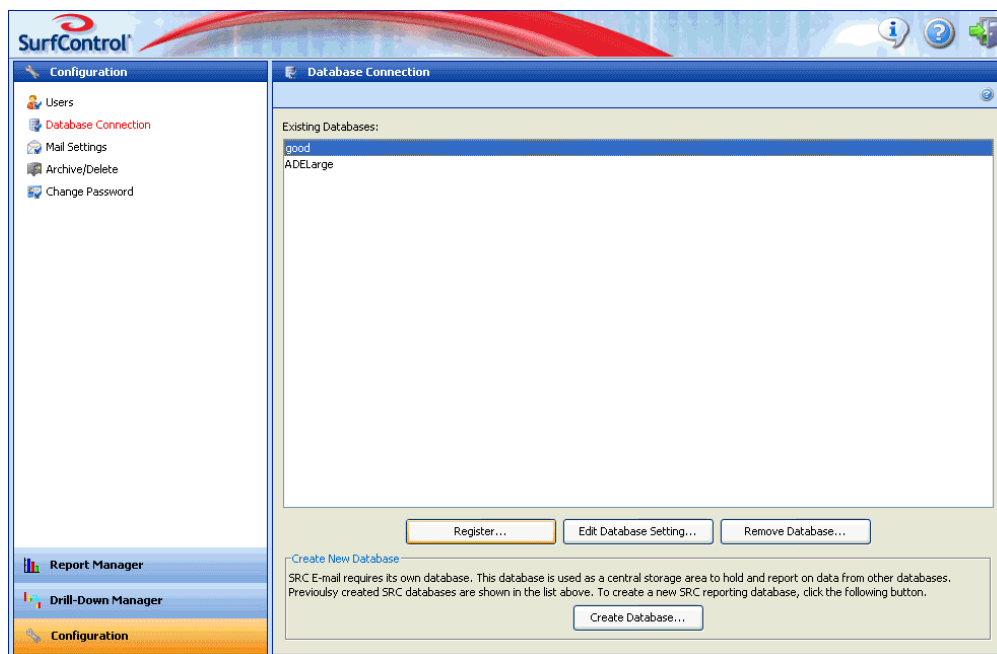 SurfControl
Configuration
Users
Database Connection
Mail Settings
Archive/Delete
Change Password
Report Manager
Drill-Down Manager
Configuration
Database Connection
Existing Databases:
good
ADELarge
Register...
Edit Database Setting...
Remove Database...
Create New Database
SRC E-mail requires its own database. This database is used as a central storage area to hold and report on data from other databases.
Previoulsy created SRC databases are shown in the list above. To create a new SRC reporting database, click the following button.
Create Database...